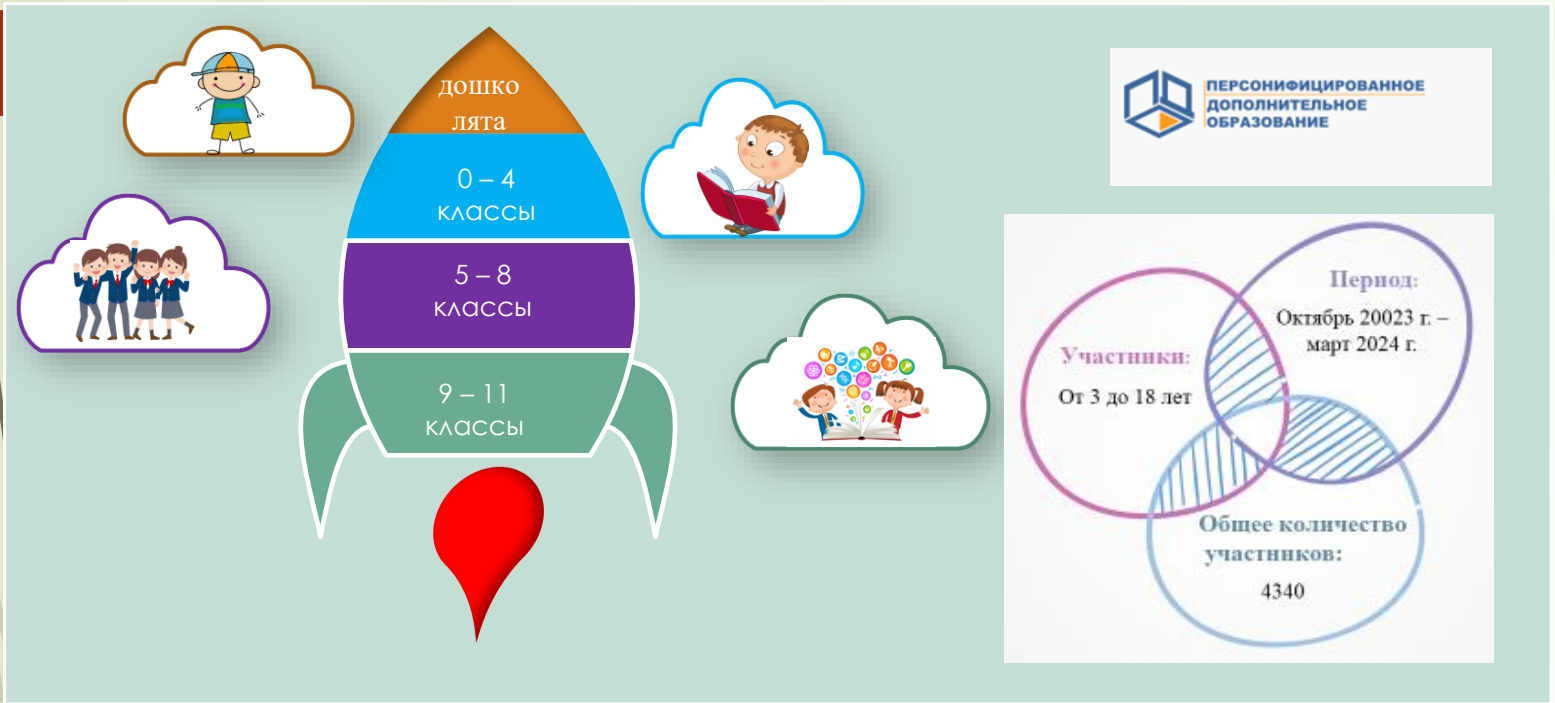 дошко
лята
0 – 4
классы
5 – 8
классы
9 – 11
классы
ПЕРСОНИФИЦИРОВАННОЕ
ДОПОЛНИТЕЛЬНОЕ
ОБРАЗОВАНИЕ
Период:
Октябрь 20023 г. –
март 2024 г.
Участники:
От 3 до 18 лет
Общее количество
участников:
4340